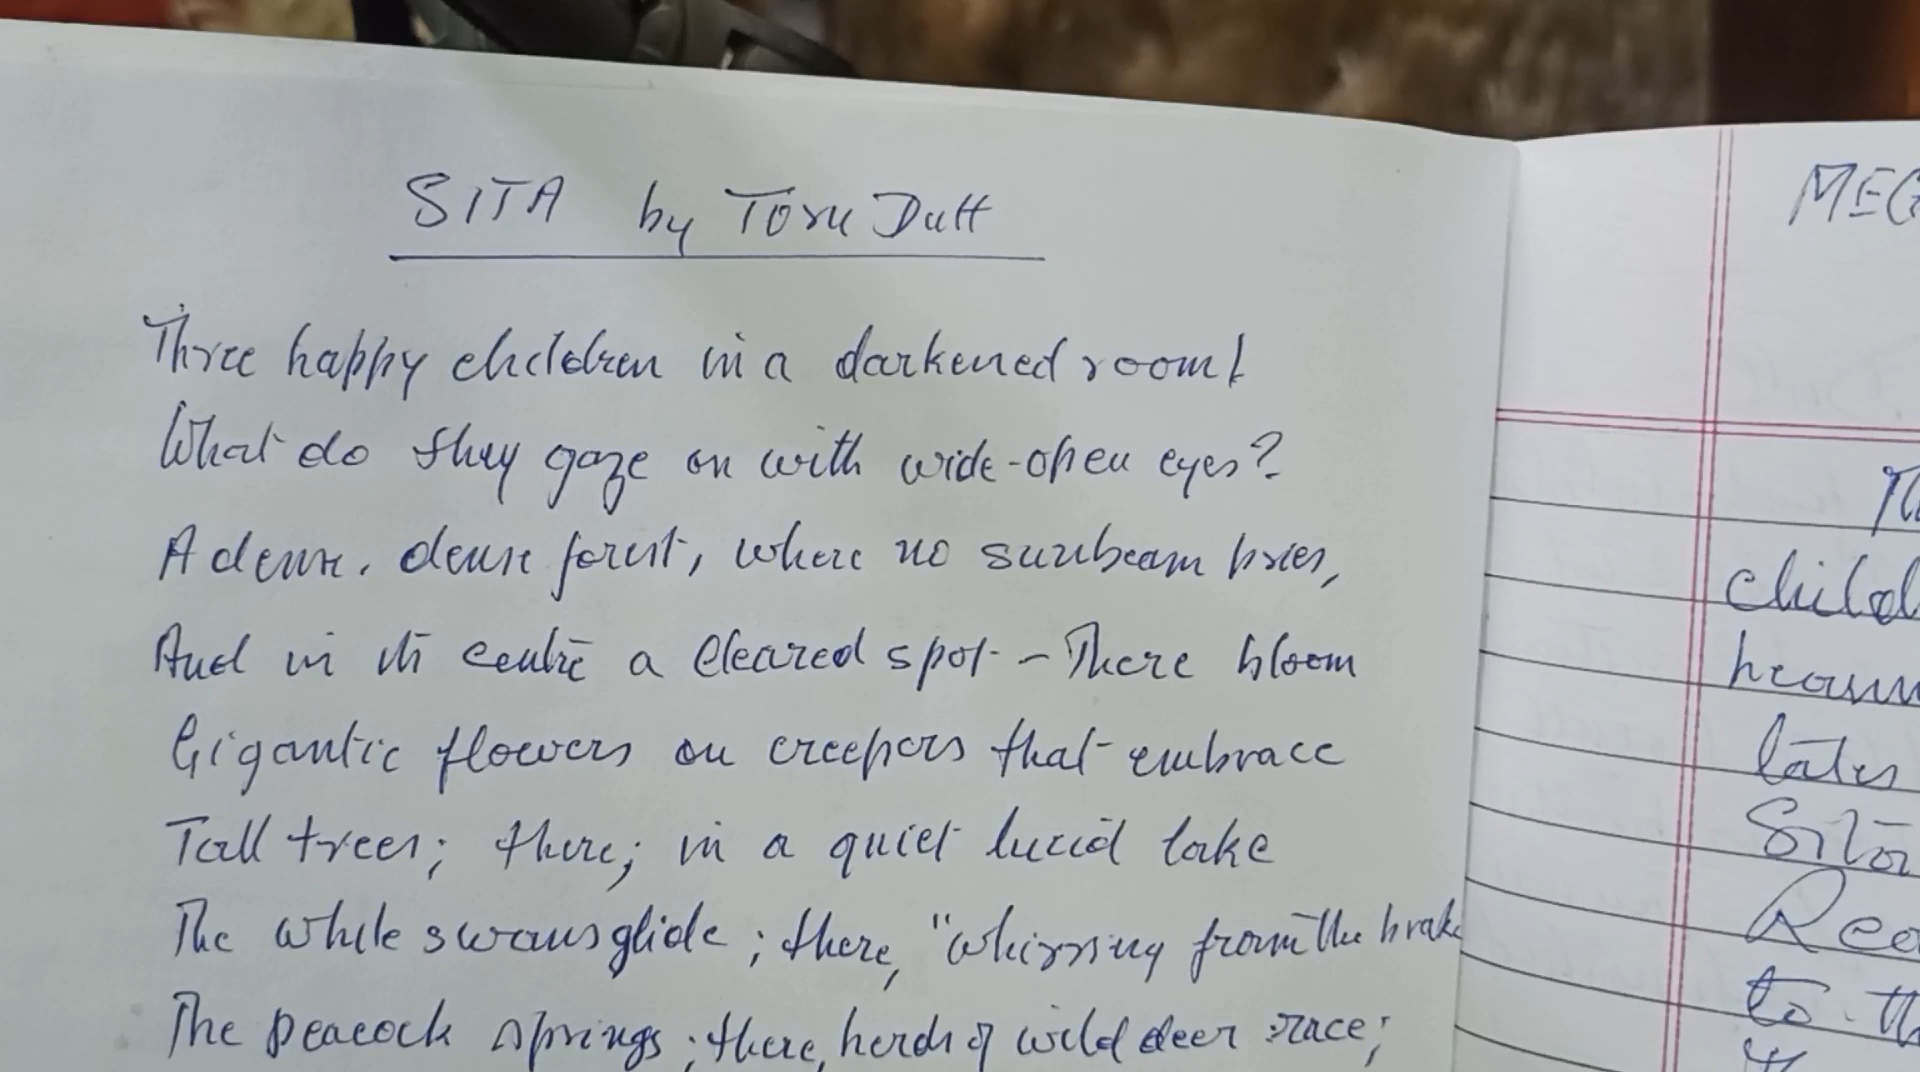 SITA by Toru Dutt
Three happy children in a darkened room!
What do they gaze on with wide-open eyes?
A dense, dense forest, where no sunbeam pries,
And in its centre a cleared spot - There bloom
Gigantic flowers on creepers that embrace
Tall trees; there; in a quiet lucid lake
The white swans glide; there, "whirring from the brake
The peacock springs; there, herds of wild deer race;
MEG
Th
child
hear
Sita
Rec
to th